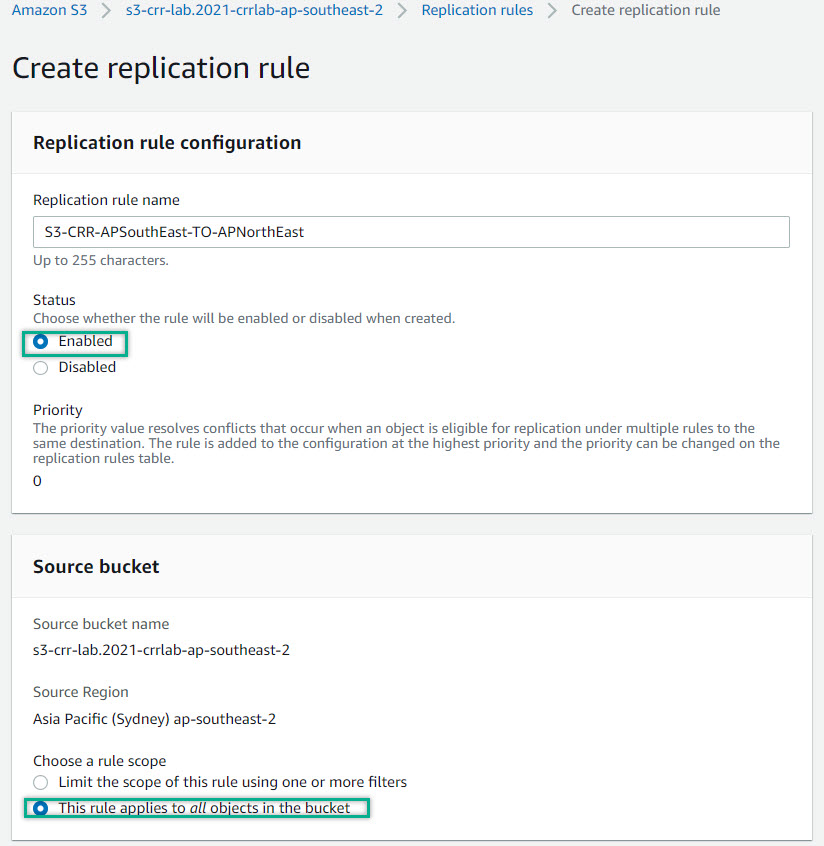 Amazon S3 > s3-crr-lab.2021-crrlab-ap-southeast-2 > Replication rules > Create replication rule
Create replication rule
Replication rule configuration
Replication rule name
S3-CRR-APSouthEast-TO-APNorthEast
Up to 255 characters.
Status
Choose whether the rule will be enabled or disabled when created.
Enabled
Disabled
Priority
The priority value resolves conflicts that occur when an object is eligible for replication under multiple rules to the
same destination. The rule is added to the configuration at the highest priority and the priority can be changed on the
replication rules table.
0
Source bucket
Source bucket name
s3-crr-lab.2021-crrlab-ap-southeast-2
Source Region
Asia Pacific (Sydney) ap-southeast-2
Choose a rule scope
Limit the scope of this rule using one or more filters
This rule applies to all objects in the bucket